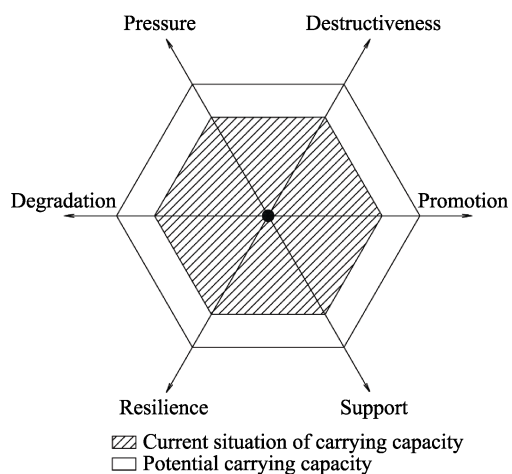 Pressure
Destructiveness
Degradation
Promotion
Resilience
Support
Current situation of carrying capacity
Potential carrying capacity